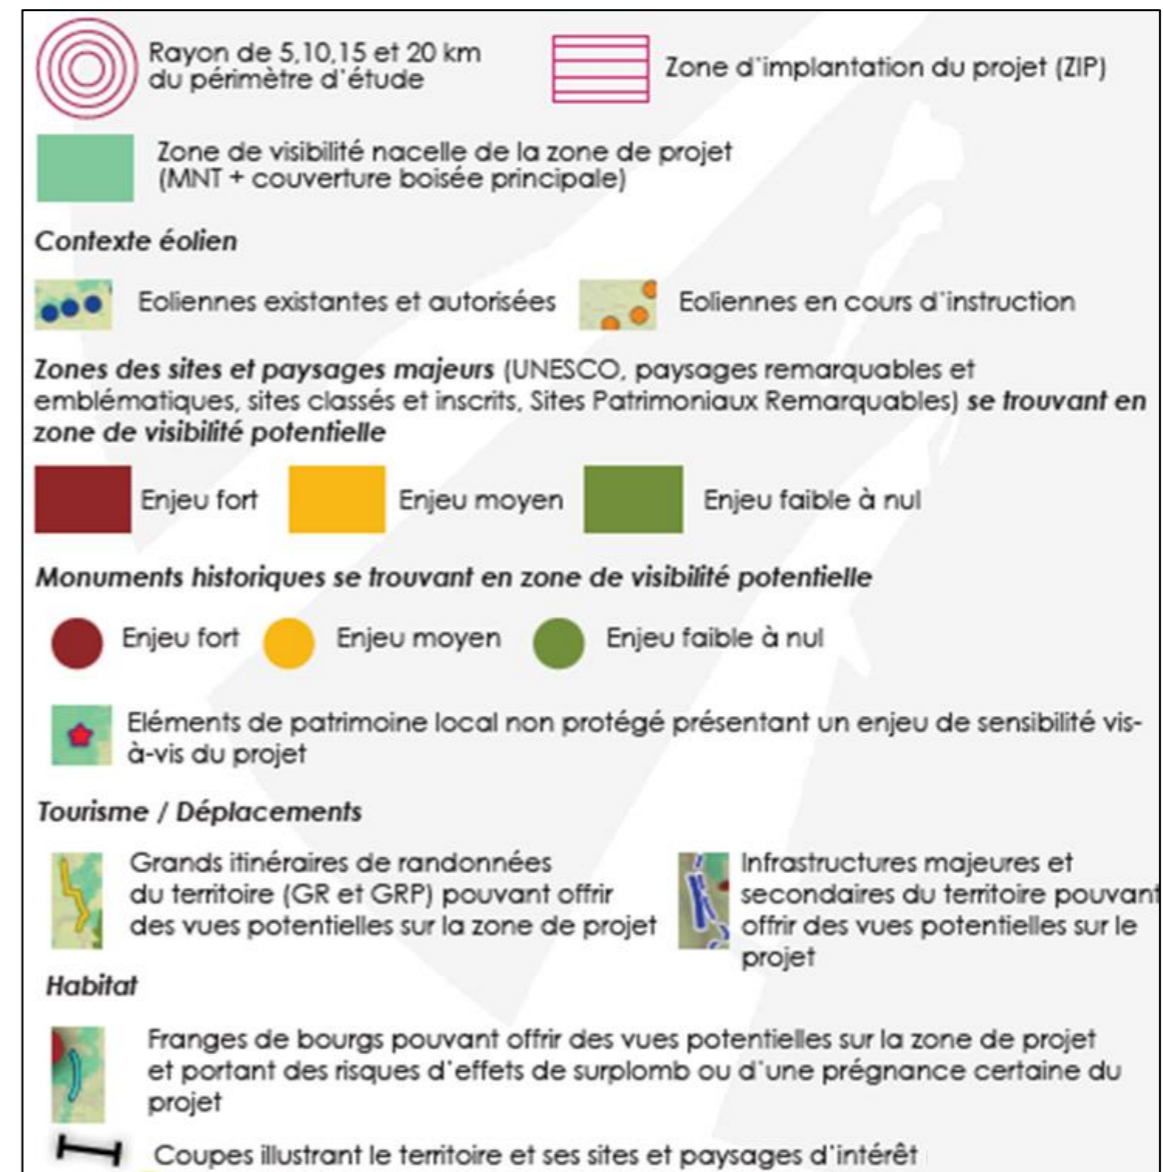 Rayon de 5,10,15 et 20 km
du périmètre d'étude
Zone d'implantation du projet (ZIP)
Zone de visibilité nacelle de la zone de projet
(MNT + couverture boisée principale)
Contexte éolien
Eoliennes existantes et autorisées
Eoliennes en cours d'instruction
Zones des sites et paysages majeurs (UNESCO, paysages remarquables et
emblématiques, sites classés et inscrits, Sites Patrimoniaux Remarquables) se trouvant en
zone de visibilité potentielle
Enjeu fort
Enjeu moyen
Enjeu faible à nul
Monuments historiques se trouvant en zone de visibilité potentielle
Enjeu fort
Enjeu moyen
Enjeu faible à nul
Eléments de patrimoine local non protégé présentant un enjeu de sensibilité vis-
à-vis du projet
Tourisme / Déplacements
Grands itinéraires de randonnées
du territoire (GR et GRP) pouvant offrir
des vues potentielles sur la zone de projet
Infrastructures majeures et
secondaires du territoire pouvant
offrir des vues potentielles sur le
projet
Habitat
Franges de bourgs pouvant offrir des vues potentielles sur la zone de projet
et portant des risques d'effets de surplomb ou d'une prégnance certaine du
projet
Coupes illustrant le territoire et ses sites et paysages d'intérêt